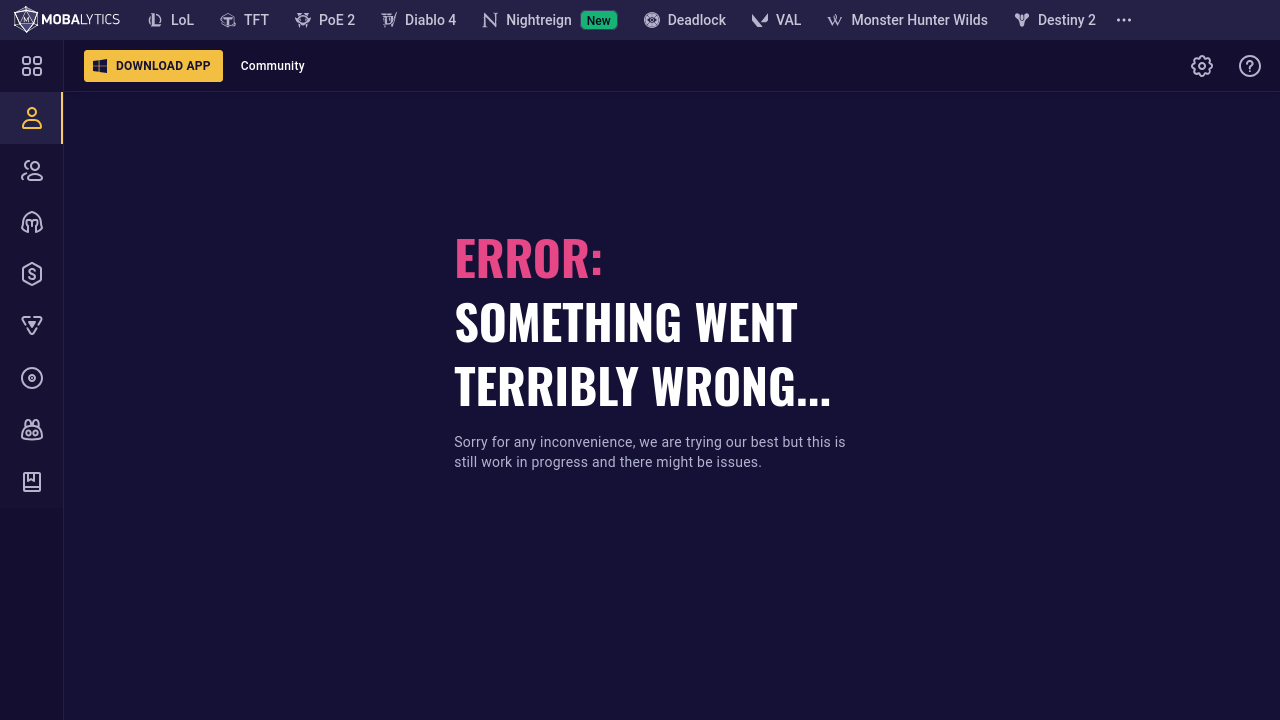 MOBALYTICS
LoL
TFT
PoE 2
Diablo 4
Nightreign
New
Deadlock
VAL
Monster Hunter Wilds
Destiny 2
DOWNLOAD APP
Community
ERROR:
SOMETHING WENT
TERRIBLY WRONG...
Sorry for any inconvenience, we are trying our best but this is
still work in progress and there might be issues.